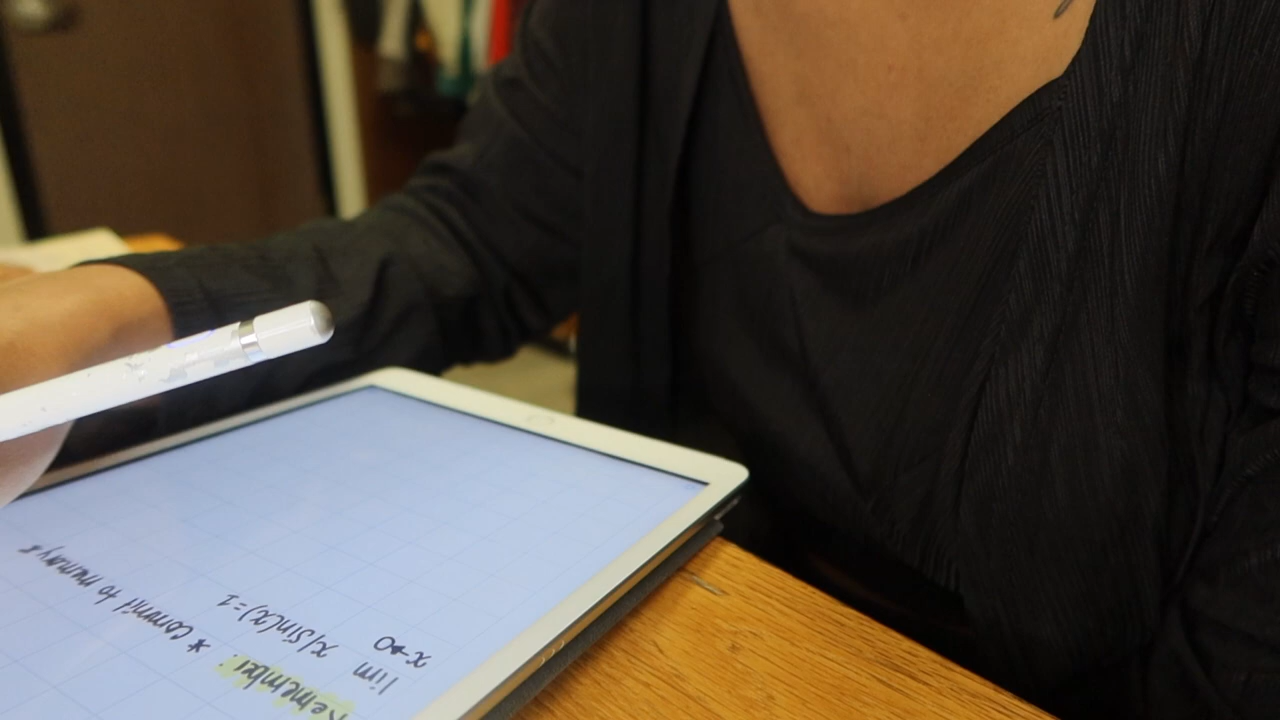 Remember: * commit to memory*
lim x/sin(x)=1
x→0